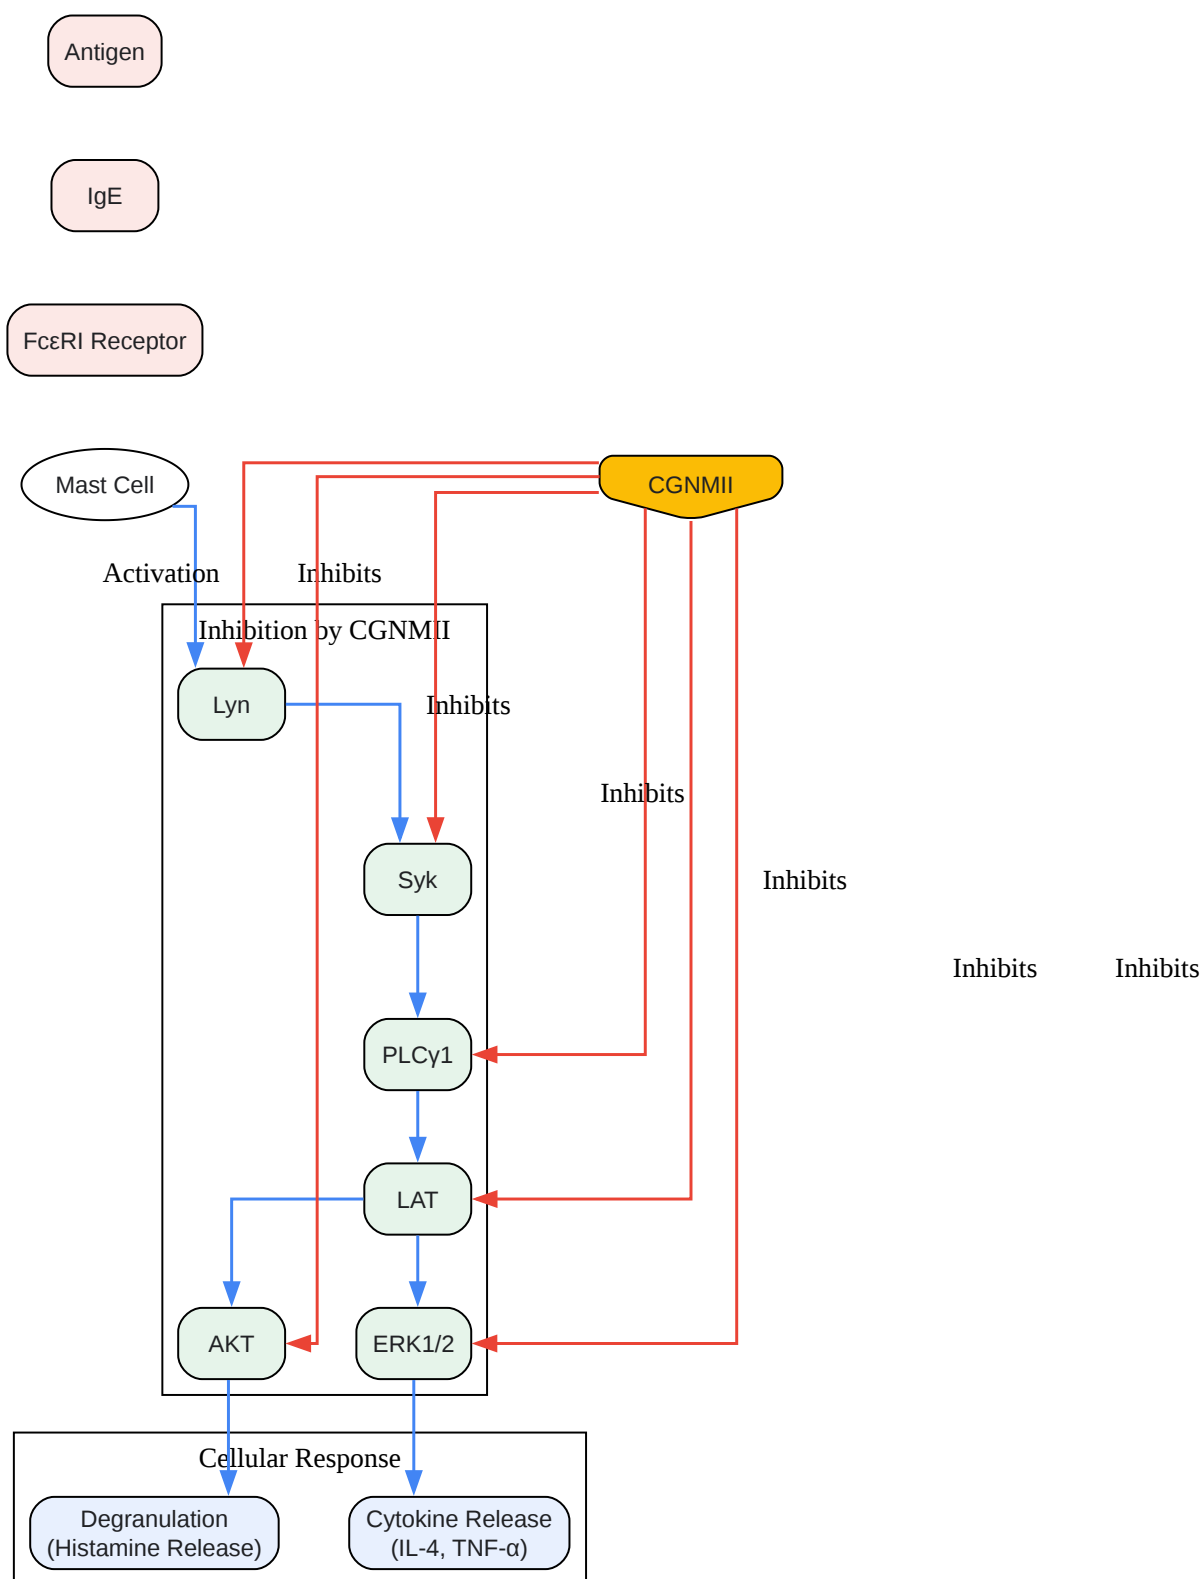 Antigen
IgE
FcεRI Receptor
Mast Cell
CGNMII
Activation
Inhibits
Inhibition by CGNMII
Lyn
Inhibits
Inhibits
Syk
Inhibits
Inhibits
Inhibits
PLCγ1
LAT
AKT
ERK1/2
Cellular Response
Degranulation
(Histamine Release)
Cytokine Release
(IL-4, TNF-α)